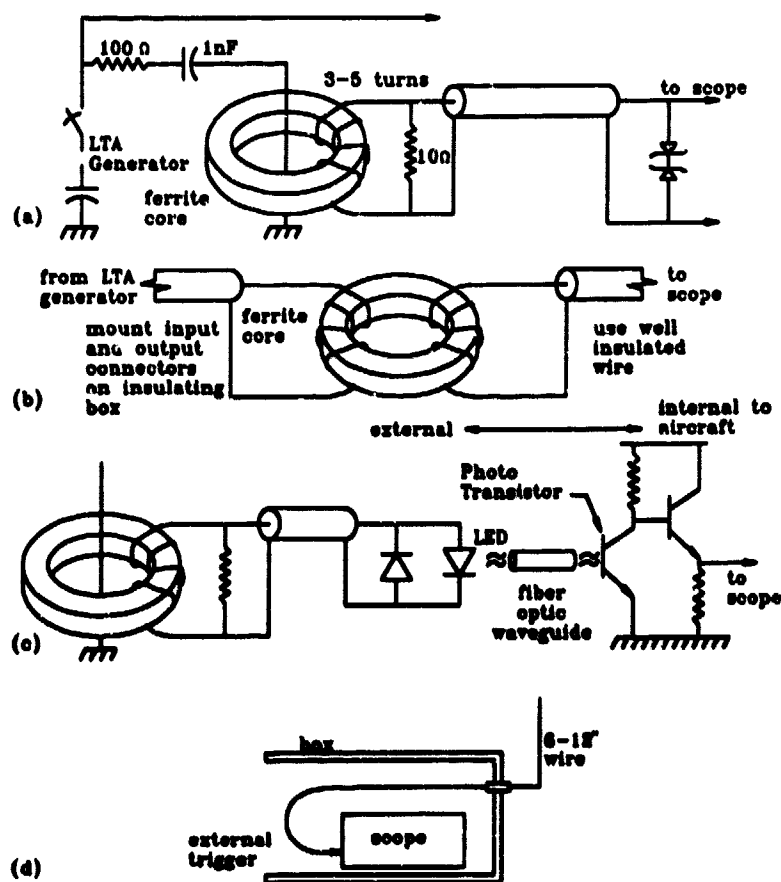 100 Ω
1nF
3-5 turns
to scope
LTA
Generator
10Ω
ferrite
core
(a)
from LTA
generator
ferrite
core
to
scope
mount input
and output
connectors
on insulating
box
use well
insulated
wire
(b)
external
internal to
aircraft
Photo
Transistor
LED
fiber
optic
waveguide
to
scope
(c)
box
6-12"
wire
scope
external
trigger
(d)